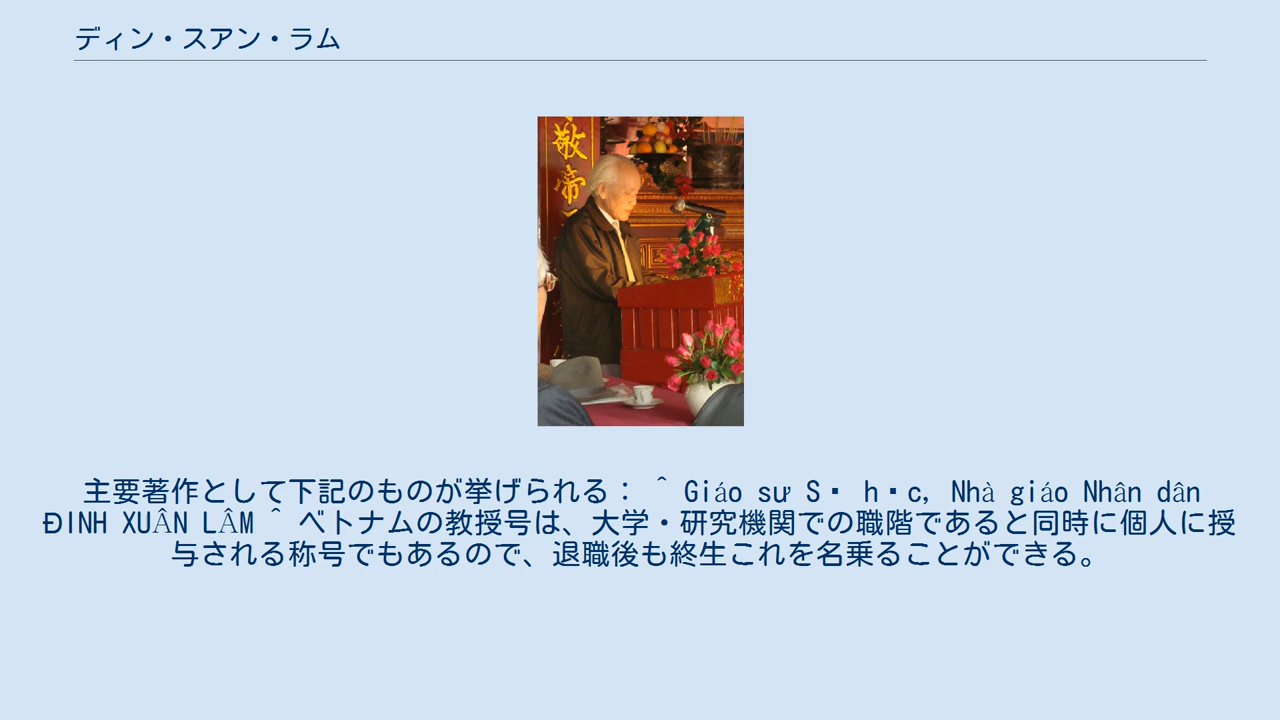 ディン・スアン・ラム
敬
帝
主要著作として下記のものが挙げられる： ^ Giáo sư S▪ h▪c, Nhà giáo Nhân dân
ĐINH XUÂN LÂM ^ ベトナムの教授号は、大学・研究機関での職階であると同時に個人に授
与される称号でもあるので、退職後も終生これを名乗ることができる。